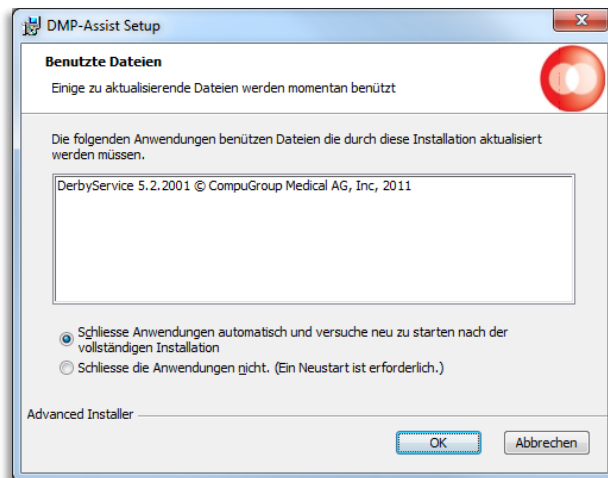 DMP-Assist Setup
Benutzte Dateien
Einige zu aktualisierende Dateien werden momentan benützt
Die folgenden Anwendungen benützen Dateien die durch diese Installation aktualisiert
werden müssen.
DerbyService 5.2.2001 © CompuGroup Medical AG, Inc, 2011
Schliesse Anwendungen automatisch und versuche neu zu starten nach der
vollständigen Installation
Schliesse die Anwendungen nicht. (Ein Neustart ist erforderlich.)
Advanced Installer
OK
Abbrechen